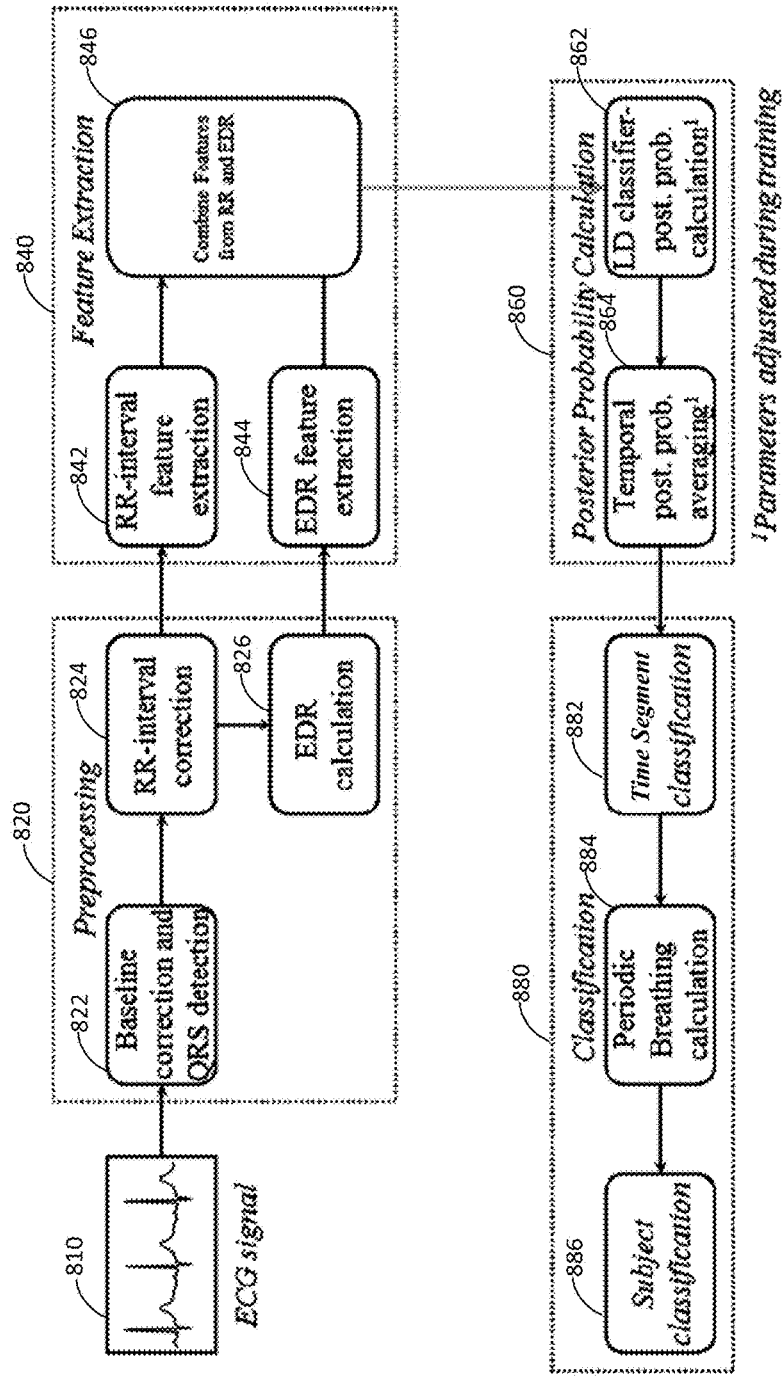 810
ECG signal
820
Preprocessing
822
Baseline
correction and
QRS detection
824
RR-interval
correction
826
EDR
calculation
840
Feature Extraction
842
RR-interval
feature
extraction
844
EDR feature
extraction
846
Combine Features
from RR and EDR
860
Posterior Probability Calculation
862
LD classifier-
post. prob.
calculation¹
864
Temporal
post. prob.
averaging¹
880
Classification
882
Time Segment
classification
884
Periodic
Breathing
calculation
886
Subject
classification
¹Parameters adjusted during training